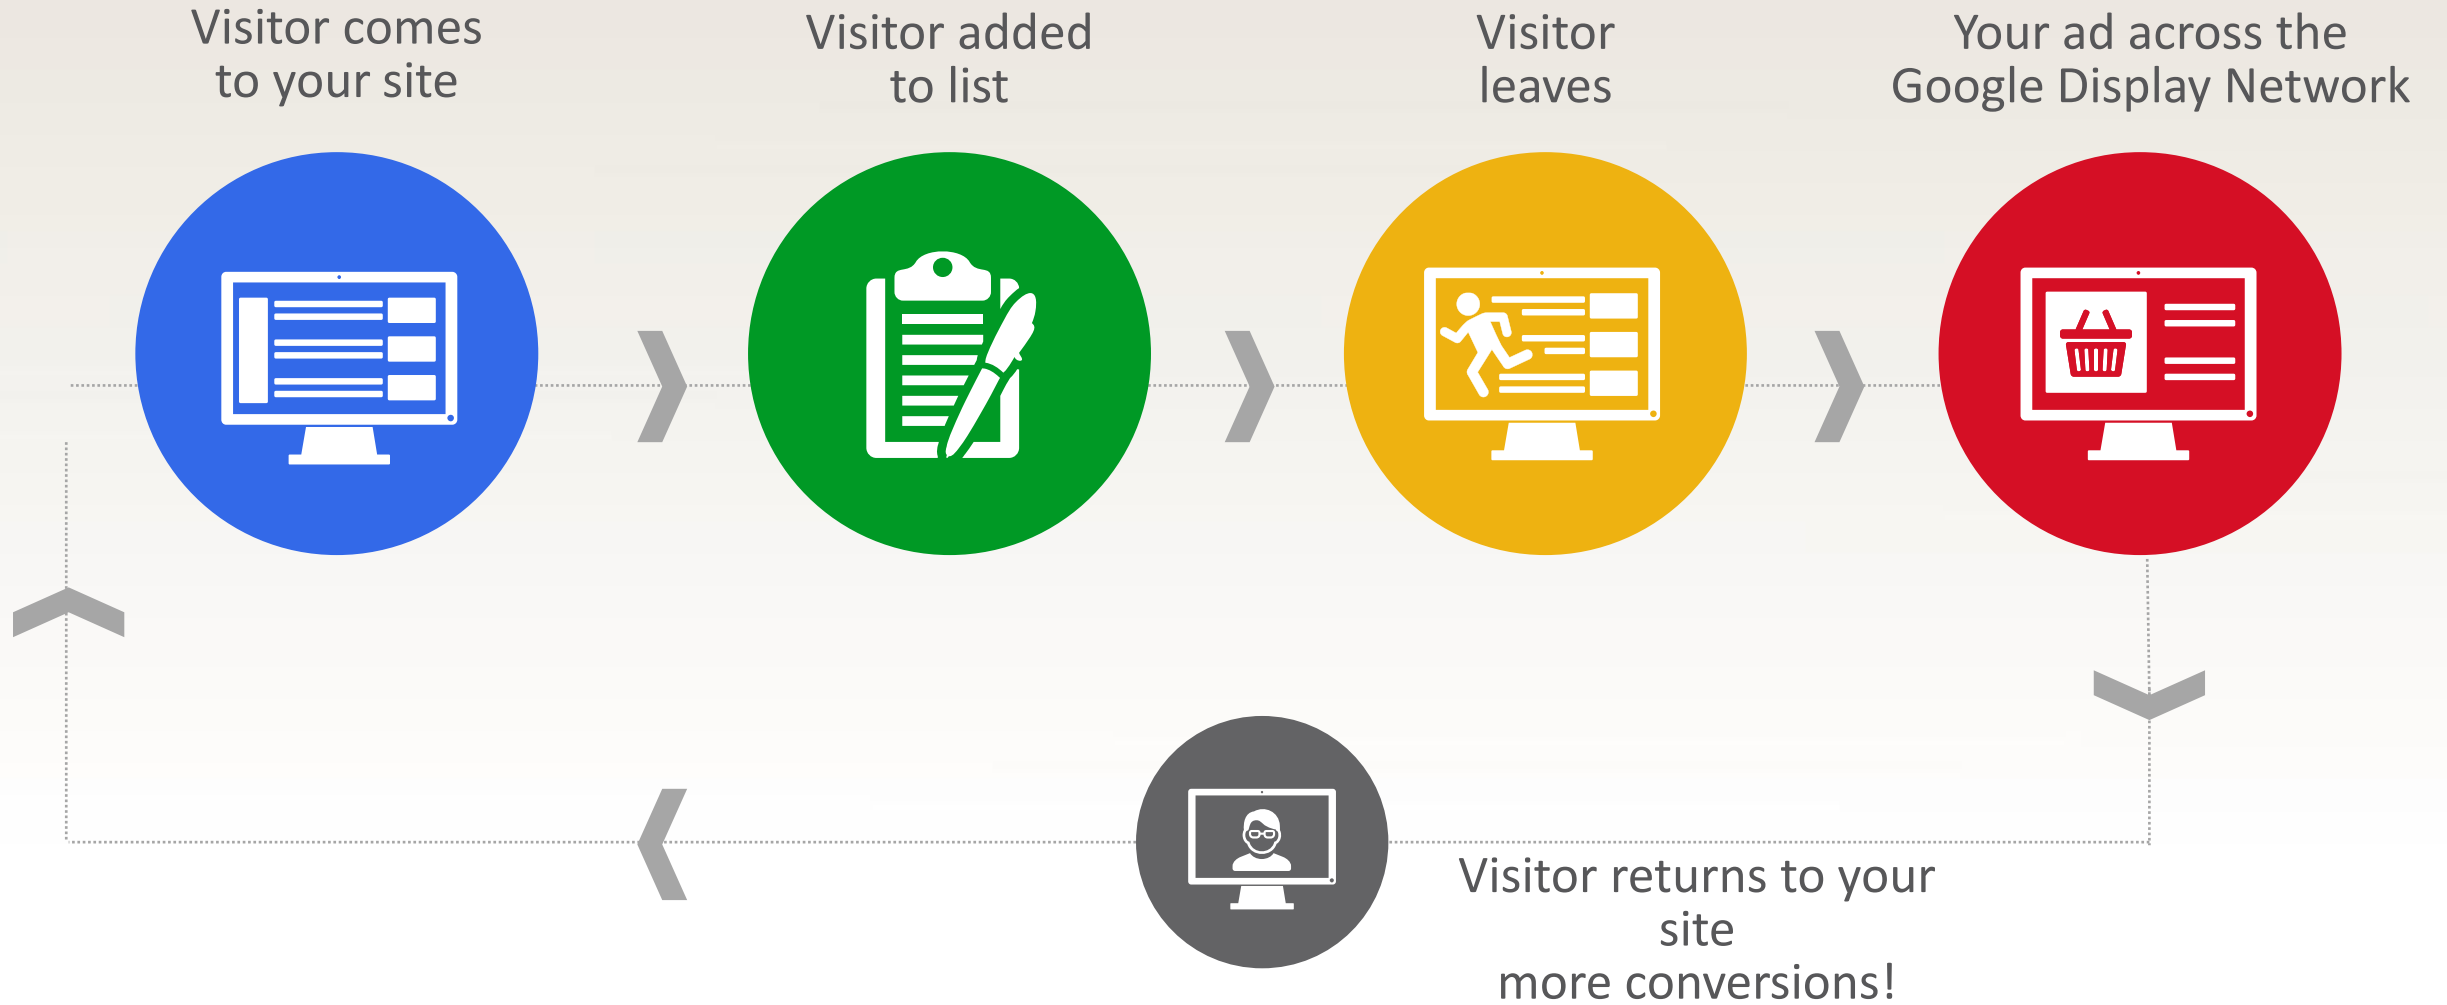 Visitor comes
to your site
Visitor added
to list
Visitor
leaves
Your ad across the
Google Display Network
Visitor returns to your
site
more conversions!